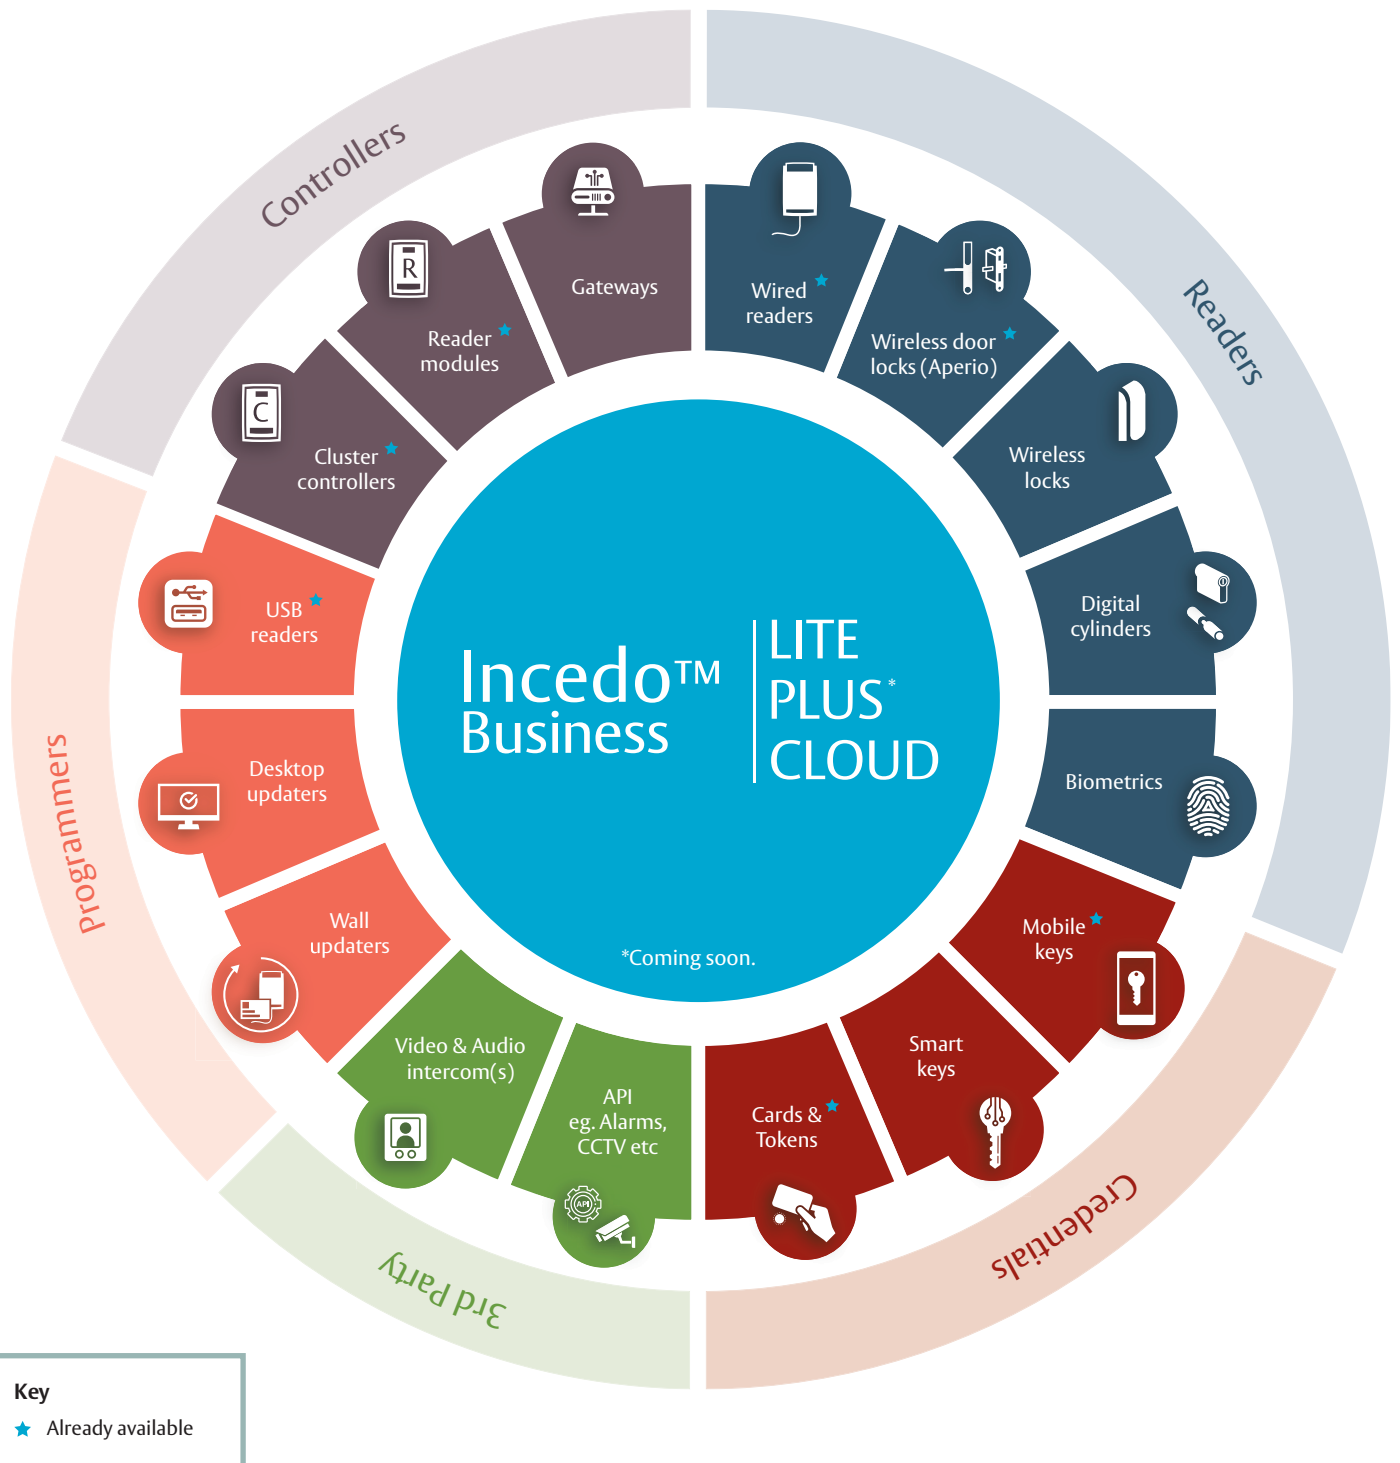 Controllers
Readers
Gateways
Wired
readers
R
Reader
modules
Wireless door
locks (Aperio)
C
Cluster
controllers
Wireless
locks
USB
readers
Digital
cylinders
Incedo™
Business
LITE
PLUS*
CLOUD
Programmers
Desktop
updaters
Biometrics
Wall
updaters
Mobile
keys
*Coming soon.
Video & Audio
intercom(s)
Smart
keys
API
eg. Alarms,
CCTV etc
Cards &
Tokens
API
Credentials
3rd Party
Key
Already available